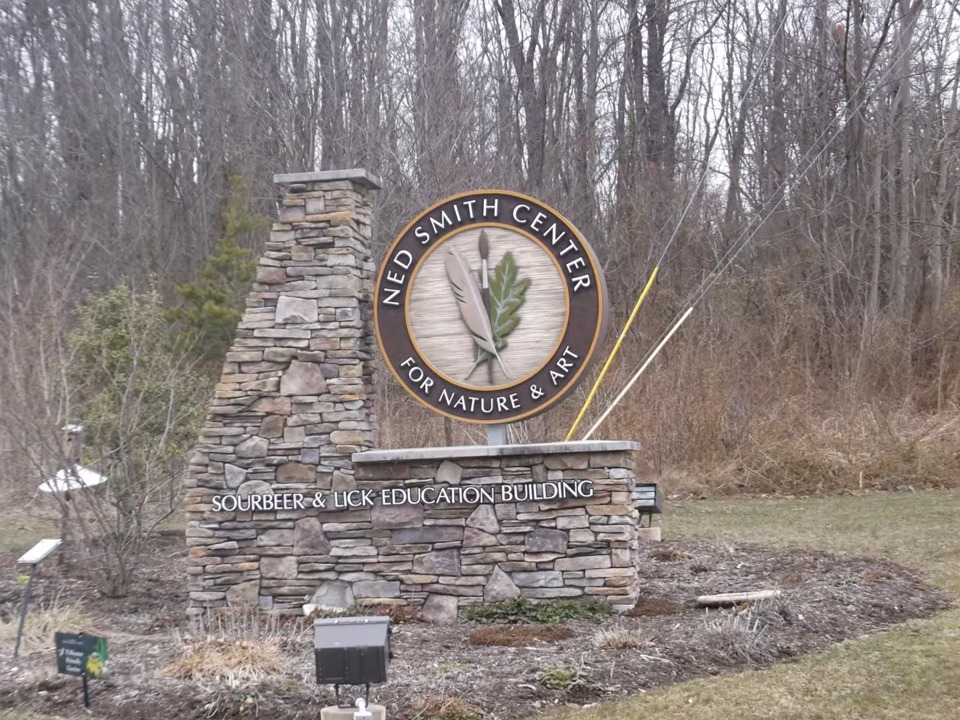 NED SMITH CENTER
FOR NATURE & ART
SOURBEER & LICK EDUCATION BUILDING